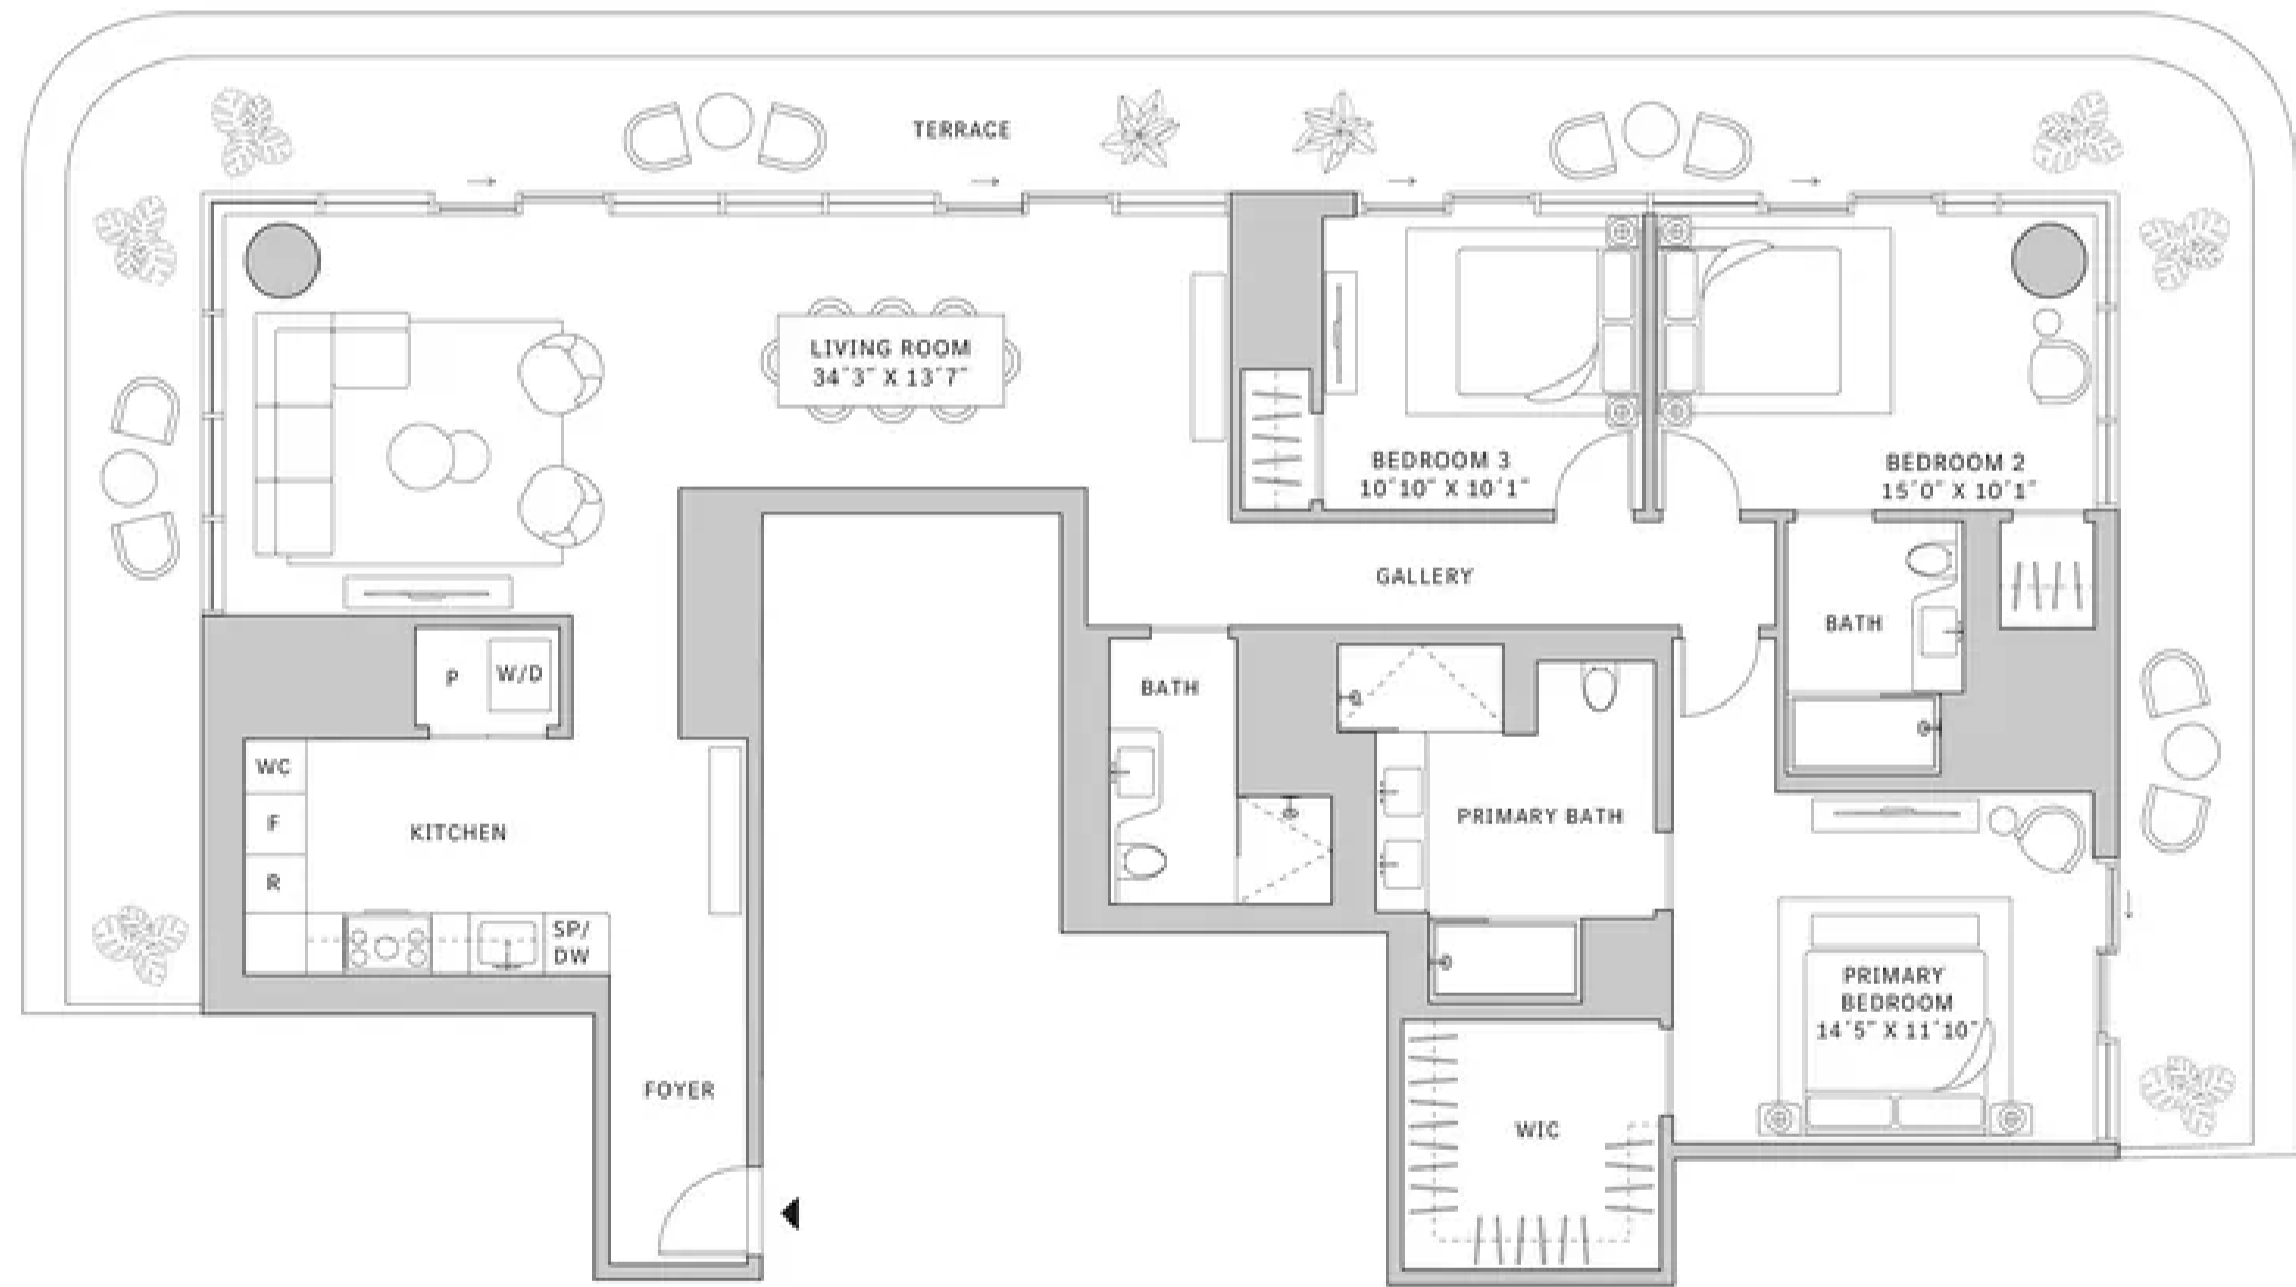 TERRACE
LIVING ROOM
34'3" X 13'7"
BEDROOM 3
10'10" X 10'1"
BEDROOM 2
15'0" X 10'1"
GALLERY
BATH
P
W/D
BATH
WC
F
R
KITCHEN
SP/
DW
PRIMARY BATH
PRIMARY
BEDROOM
14'5" X 11'10"
FOYER
WIC